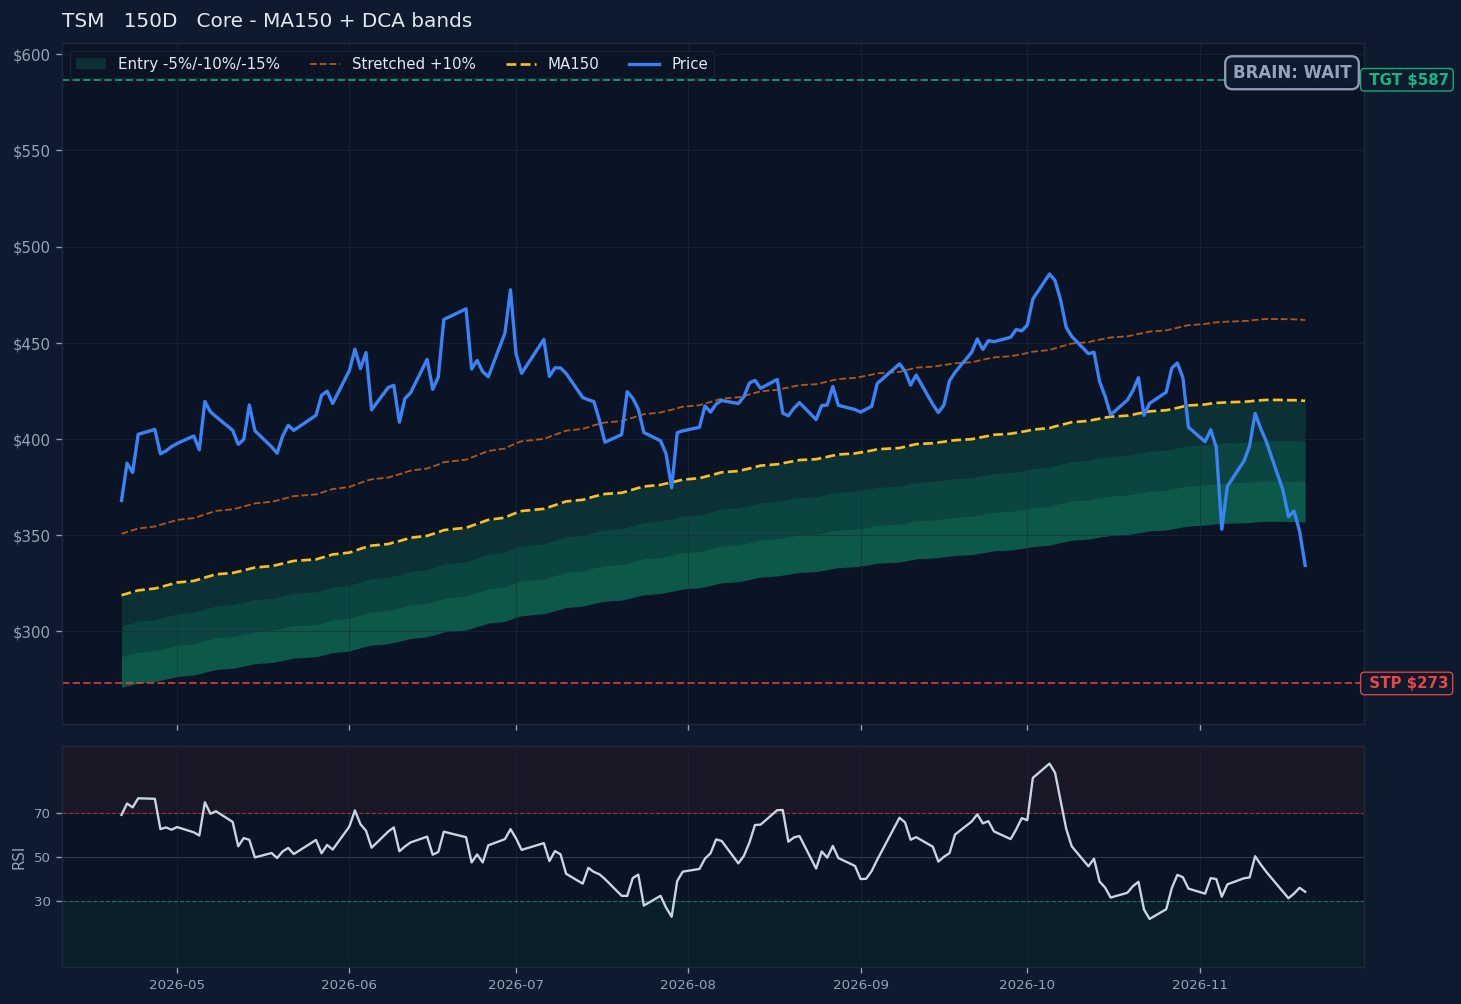 TSM   150D   Core - MA150 + DCA bands
Entry -5%/-10%/-15%   Stretched +10%   MA150   Price
BRAIN: WAIT
TGT $587
$600
$550
$500
$450
$400
$350
$300
STP $273
RSI
70
50
30
2026-05   2026-06   2026-07   2026-08   2026-09   2026-10   2026-11